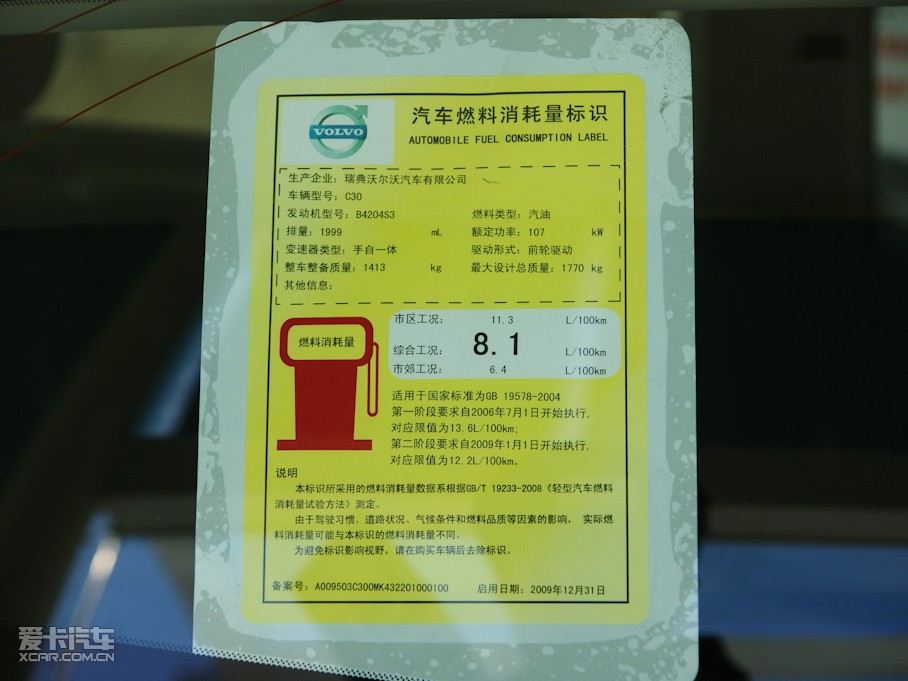 VOLVO
汽车燃料消耗量标识
AUTOMOBILE FUEL CONSUMPTION LABEL
生产企业：瑞典沃尔沃汽车有限公司
车辆型号：C30
发动机型号：B4204S3 燃料类型：汽油
排量：1999 mL 额定功率：107 kW
变速器类型：手自一体 驱动形式：前轮驱动
整车整备质量：1413 kg 最大设计总质量：1770 kg
其他信息：
燃料消耗量
市区工况： 11.3 L/100km
综合工况： 8.1 L/100km
市郊工况： 6.4 L/100km
适用于国家标准为GB 19578-2004
第一阶段要求自2006年7月1日开始执行,
对应限值为13.6L/100km;
第二阶段要求自2009年1月1日开始执行,
对应限值为12.2L/100km。
说明
本标识所采用的燃料消耗量数据系根据GB/T 19233-2008《轻型汽车燃料
消耗量试验方法》测定。
由于驾驶习惯、道路状况、气候条件和燃料品质等因素的影响， 实际燃
料消耗量可能与本标识的燃料消耗量不同。
为避免标识影响视野，请在购买车辆后去除标识。
备案号：A009503C300MK432201000100 启用日期：2009年12月31日
爱卡汽车
XCAR.COM.CN